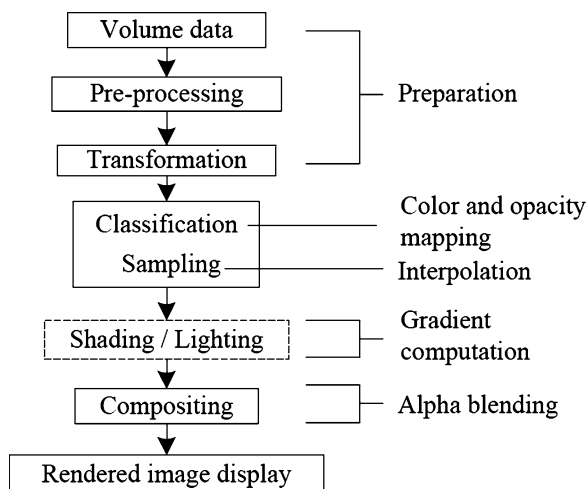 Volume data
Pre-processing
Preparation
Transformation
Classification
Color and opacity
mapping
Sampling
Interpolation
Shading / Lighting
Gradient
computation
Compositing
Alpha blending
Rendered image display